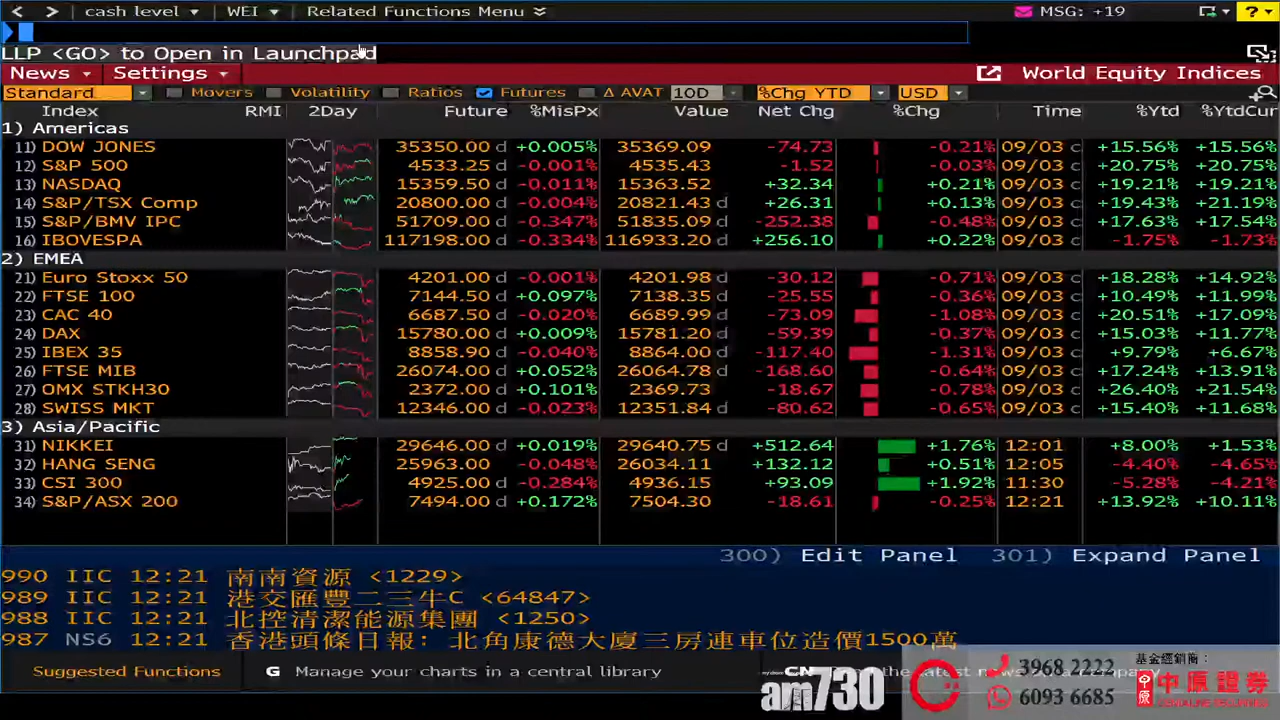 < > cash level WEI Related Functions Menu MSG: +19 ?
LLP <GO> to Open in Launchpad
News Settings World Equity Indices
Standard Movers Volatility Ratios Futures Δ AVAT 10D %Chg YTD USD
Index RMI 2Day Future %MisPx Value Net Chg %Chg Time %Ytd %YtdCur
1) Americas
11) DOW JONES 35350.00 d +0.005% 35369.09 -74.73 -0.21% 09/03 c +15.56% +15.56%
12) S&P 500 4533.25 d -0.001% 4535.43 -1.52 -0.03% 09/03 c +20.75% +20.75%
13) NASDAQ 15359.50 d -0.011% 15363.52 +32.34 +0.21% 09/03 c +19.21% +19.21%
14) S&P/TSX Comp 20800.00 d -0.004% 20821.43 d +26.31 +0.13% 09/03 c +19.43% +21.19%
15) S&P/BMV IPC 51709.00 d -0.347% 51835.09 d -252.38 -0.48% 09/03 c +17.63% +17.54%
16) IBOVESPA 117198.00 d -0.334% 116933.20 d +256.10 +0.22% 09/03 c -1.75% -1.73%
2) EMEA
21) Euro Stoxx 50 4201.00 d -0.001% 4201.98 d -30.12 -0.71% 09/03 c +18.28% +14.92%
22) FTSE 100 7144.50 d +0.097% 7138.35 d -25.55 -0.36% 09/03 c +10.49% +11.99%
23) CAC 40 6687.50 d -0.020% 6689.99 d -73.09 -1.08% 09/03 c +20.51% +17.09%
24) DAX 15780.00 d +0.009% 15781.20 d -59.39 -0.37% 09/03 c +15.03% +11.77%
25) IBEX 35 8858.90 d -0.040% 8864.00 d -117.40 -1.31% 09/03 c +9.79% +6.67%
26) FTSE MIB 26074.00 d +0.052% 26064.78 d -168.60 -0.64% 09/03 c +17.24% +13.91%
27) OMX STKH30 2372.00 d +0.101% 2369.73 d -18.67 -0.78% 09/03 c +26.40% +21.54%
28) SWISS MKT 12346.00 d -0.023% 12351.84 d -80.62 -0.65% 09/03 c +15.40% +11.68%
3) Asia/Pacific
31) NIKKEI 29646.00 d +0.019% 29640.75 d +512.64 +1.76% 12:01 +8.00% +1.53%
32) HANG SENG 25963.00 -0.048% 26034.11 +132.12 +0.51% 12:05 -4.40% -4.65%
33) CSI 300 4925.00 d -0.284% 4936.15 +93.09 +1.92% 11:30 -5.28% -4.21%
34) S&P/ASX 200 7494.00 d +0.172% 7504.30 -18.61 -0.25% 12:21 +13.92% +10.11%
300) Edit Panel 301) Expand Panel
990 IIC 12:21 南南資源 <1229>
989 IIC 12:21 港交匯豐二三牛C <64847>
988 IIC 12:21 北控清潔能源集團 <1250>
987 NS6 12:21 香港頭條日報: 北角康德大廈三房連車位造價1500萬
Suggested Functions G Manage your charts in a central library CN
am730
3968 2222
6093 6685
基金經銷商：
中原證券